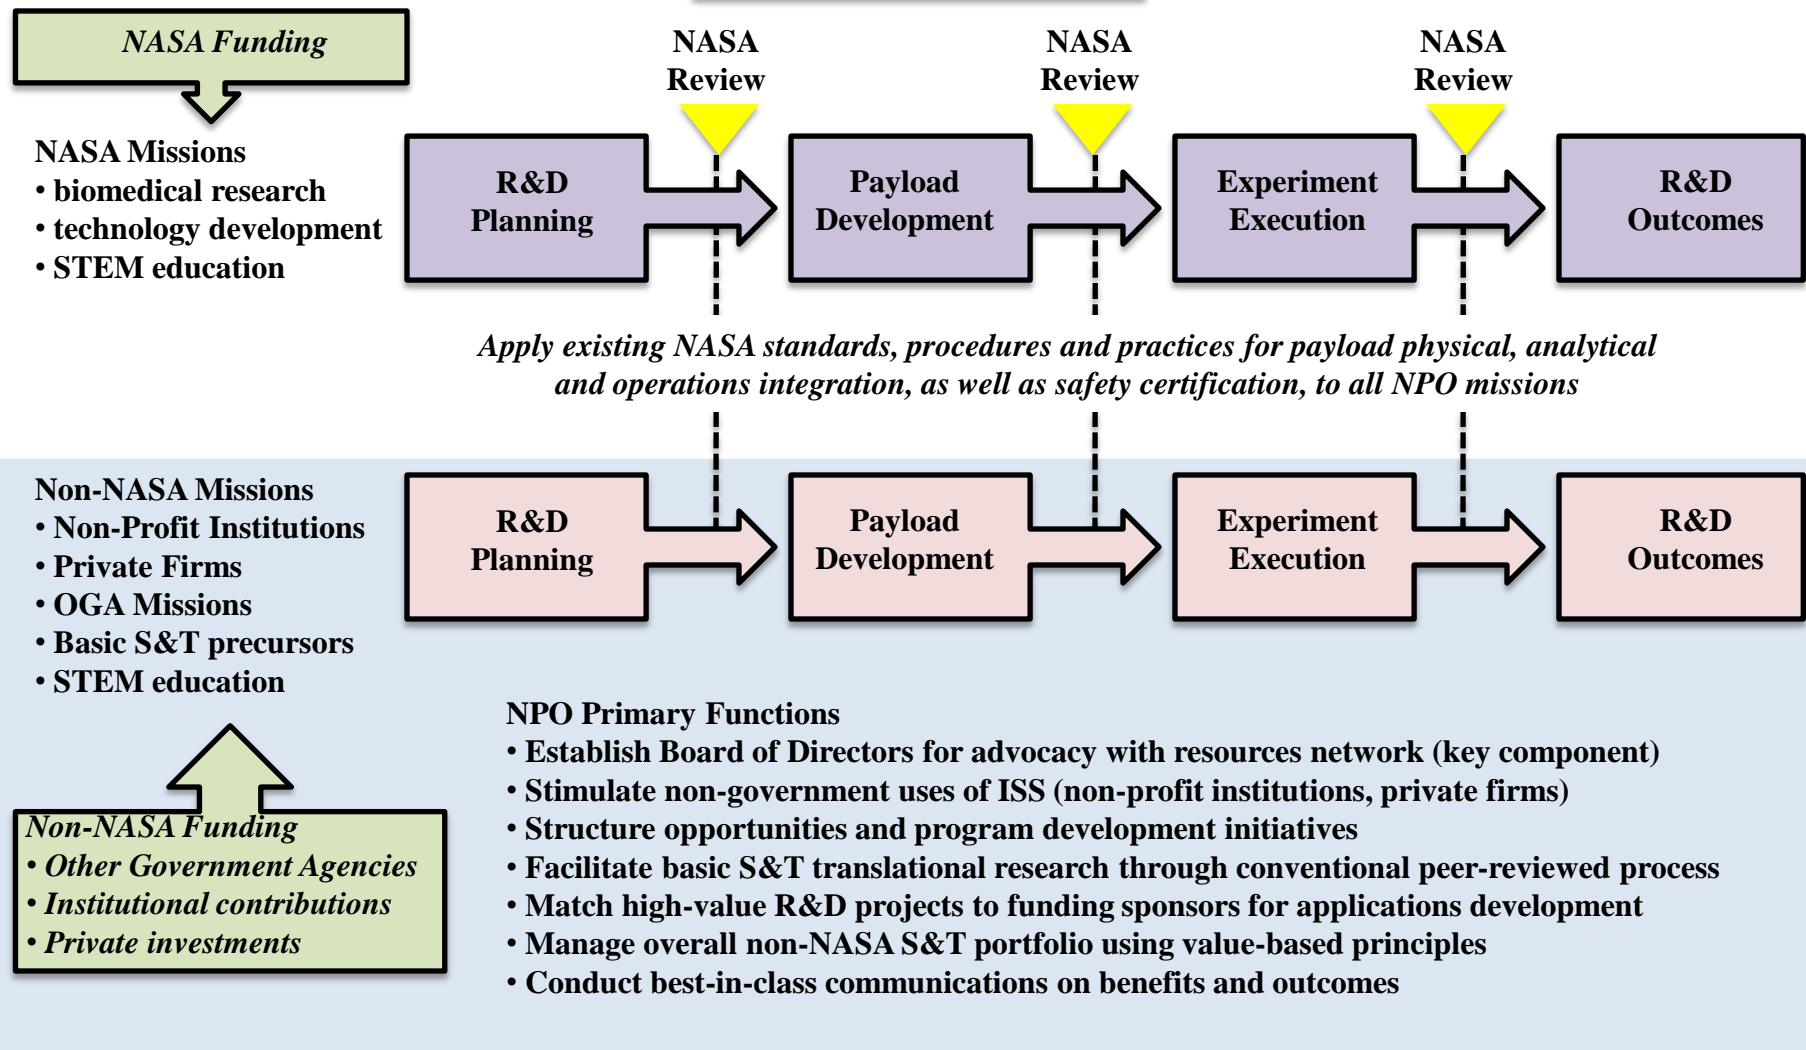 NASA Funding
NASA
Review
NASA
Review
NASA
Review
NASA Missions
• biomedical research
• technology development
• STEM education
R&D
Planning
Payload
Development
Experiment
Execution
R&D
Outcomes
Apply existing NASA standards, procedures and practices for payload physical, analytical
and operations integration, as well as safety certification, to all NPO missions
Non-NASA Missions
• Non-Profit Institutions
• Private Firms
• OGA Missions
• Basic S&T precursors
• STEM education
R&D
Planning
Payload
Development
Experiment
Execution
R&D
Outcomes
Non-NASA Funding
• Other Government Agencies
• Institutional contributions
• Private investments
NPO Primary Functions
• Establish Board of Directors for advocacy with resources network (key component)
• Stimulate non-government uses of ISS (non-profit institutions, private firms)
• Structure opportunities and program development initiatives
• Facilitate basic S&T translational research through conventional peer-reviewed process
• Match high-value R&D projects to funding sponsors for applications development
• Manage overall non-NASA S&T portfolio using value-based principles
• Conduct best-in-class communications on benefits and outcomes